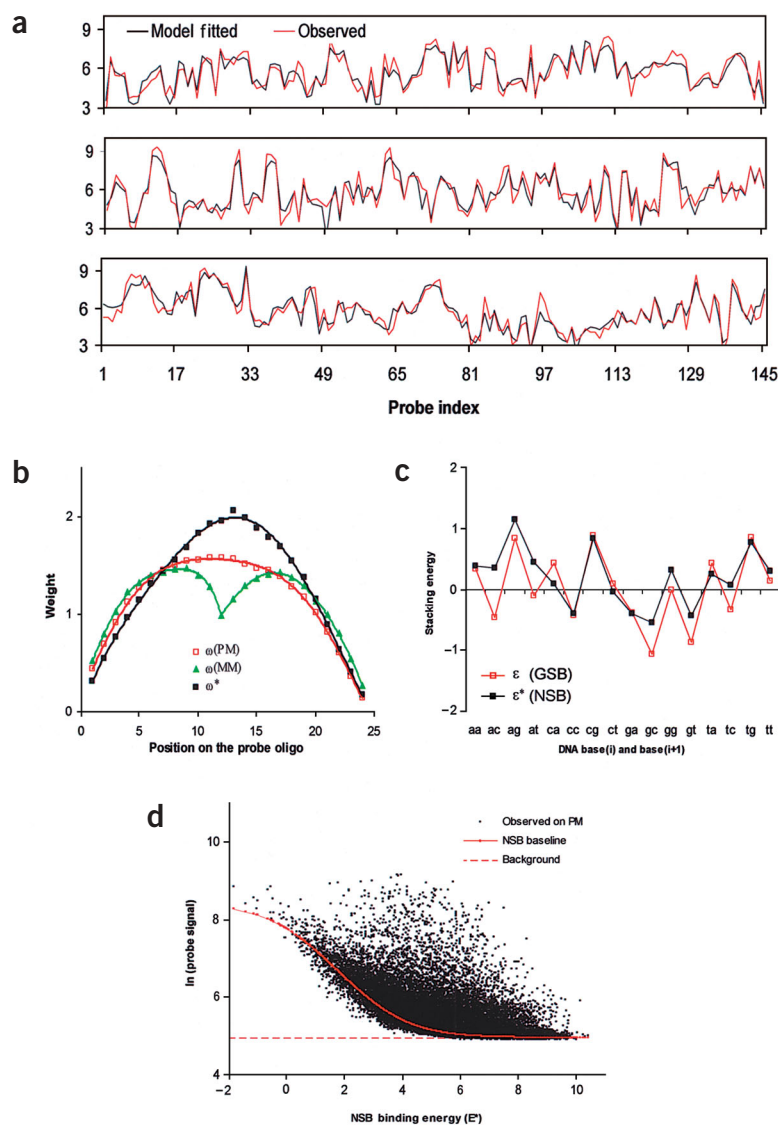 a
9
6
3
Model fitted
Observed
9
6
3
9
6
3
1 17 33 49 65 81 97 113 129 145
Probe index
b
2
1
0
Weight
ω(PM)
ω(MM)
ω*
0 5 10 15 20 25
Position on the probe oligo
c
2
1
0
−1
−2
Stacking energy
ε (GSB)
ε* (NSB)
aa ac ag at ca cc cg ct ga gc gg gt ta tc tg tt
DNA base(i) and base(i+1)
d
10
8
6
4
ln (probe signal)
Observed on PM
NSB baseline
Background
−2 0 2 4 6 8 10
NSB binding energy (E*)